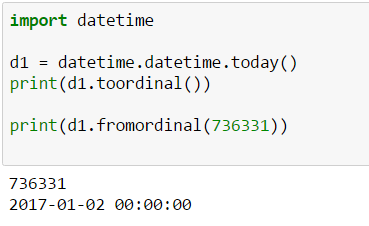 import datetime
d1 = datetime.datetime.today()
print(d1.toordinal())
print(d1.fromordinal(736331))
736331
2017-01-02 00:00:00